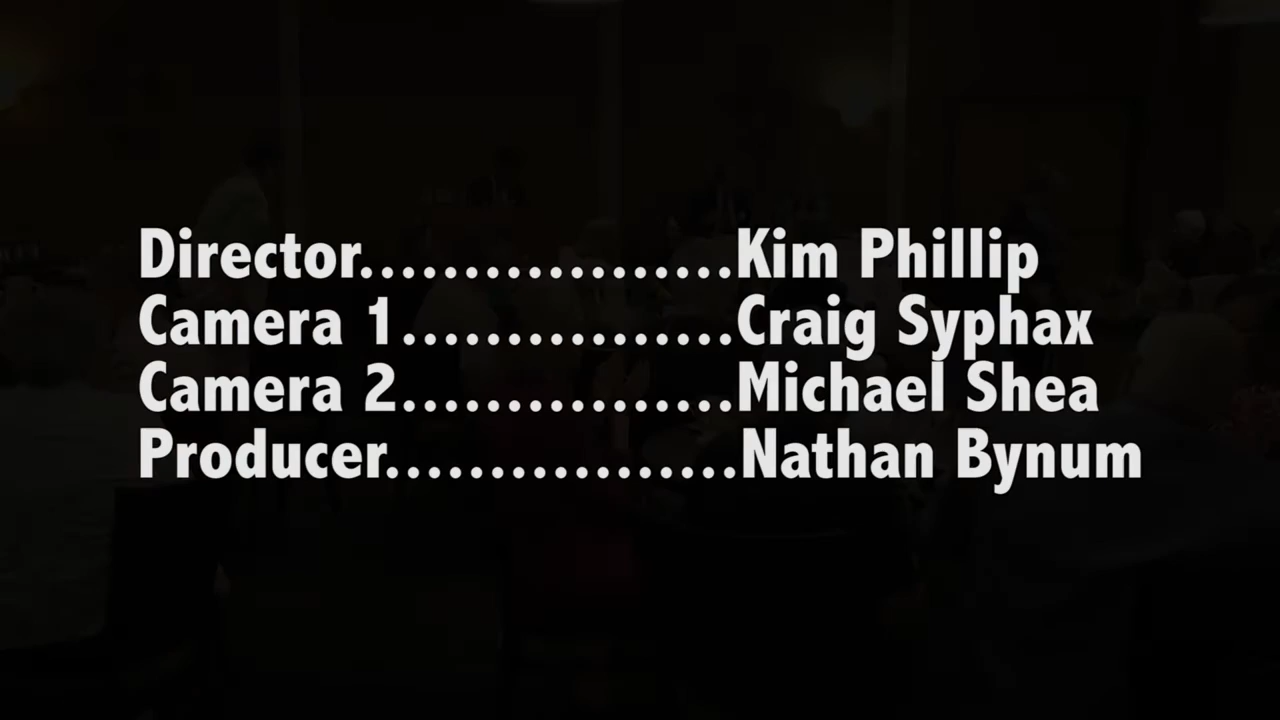 Director..................Kim Phillip
Camera 1................Craig Syphax
Camera 2................Michael Shea
Producer.................Nathan Bynum